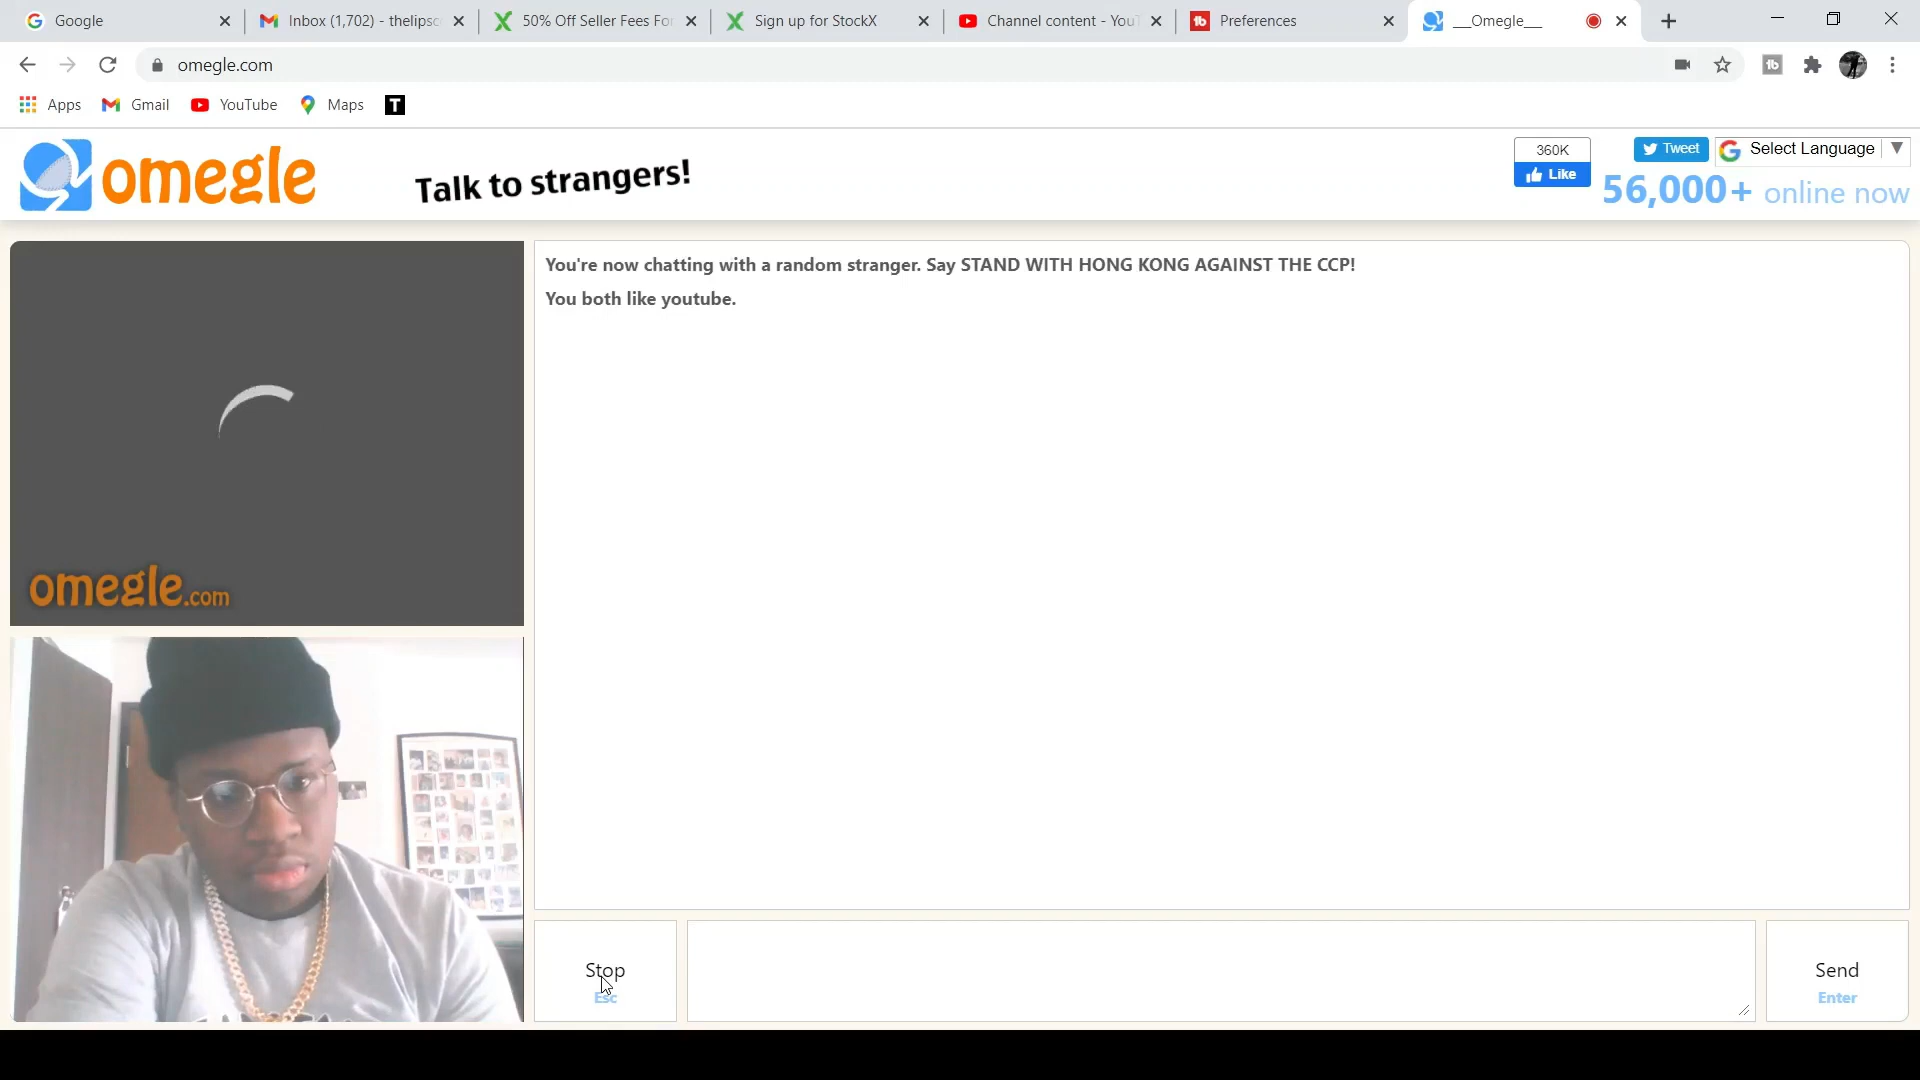 Google
Inbox (1,702) - thelipsc
50% Off Seller Fees For
Sign up for StockX
Channel content - YouT
Preferences
__Omegle__
omegle.com
Apps
Gmail
YouTube
Maps
T
omegle
Talk to strangers!
360K
Like
Tweet
Select Language
56,000+ online now
You're now chatting with a random stranger. Say STAND WITH HONG KONG AGAINST THE CCP!
You both like youtube.
omegle.com
Stop
Esc
Send
Enter